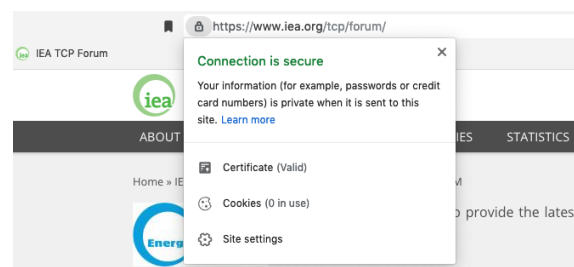 https://www.iea.org/tcp/forum/
iea IEA TCP Forum
Connection is secure
Your information (for example, passwords or credit
card numbers) is private when it is sent to this
site. Learn more
iea
ABOUT STATISTICS
Certificate (Valid)
Home »
Cookies (0 in use)
provide the lates
Energ
Site settings